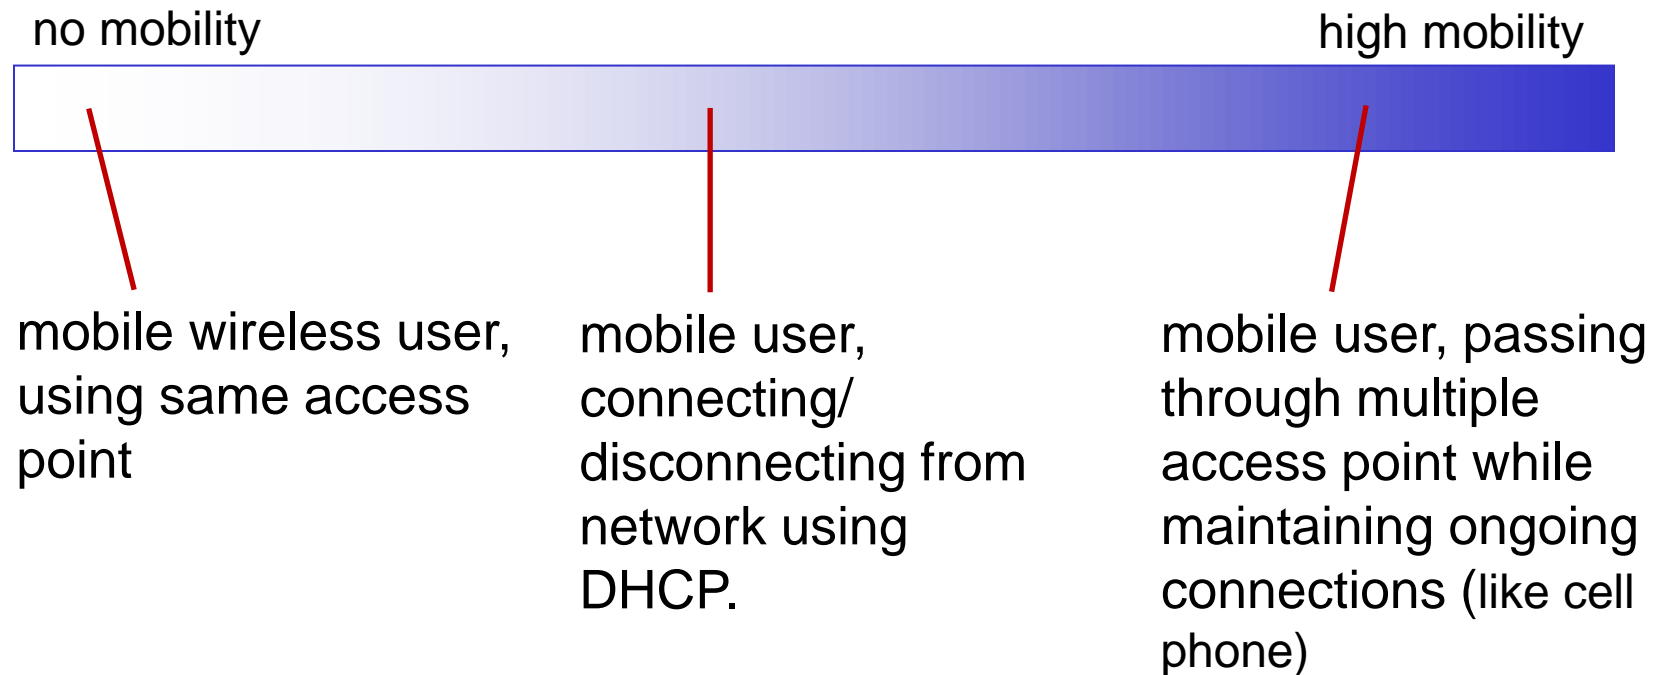 no mobility
high mobility
mobile wireless user,
using same access
point
mobile user,
connecting/
disconnecting from
network using
DHCP.
mobile user, passing
through multiple
access point while
maintaining ongoing
connections (like cell
phone)